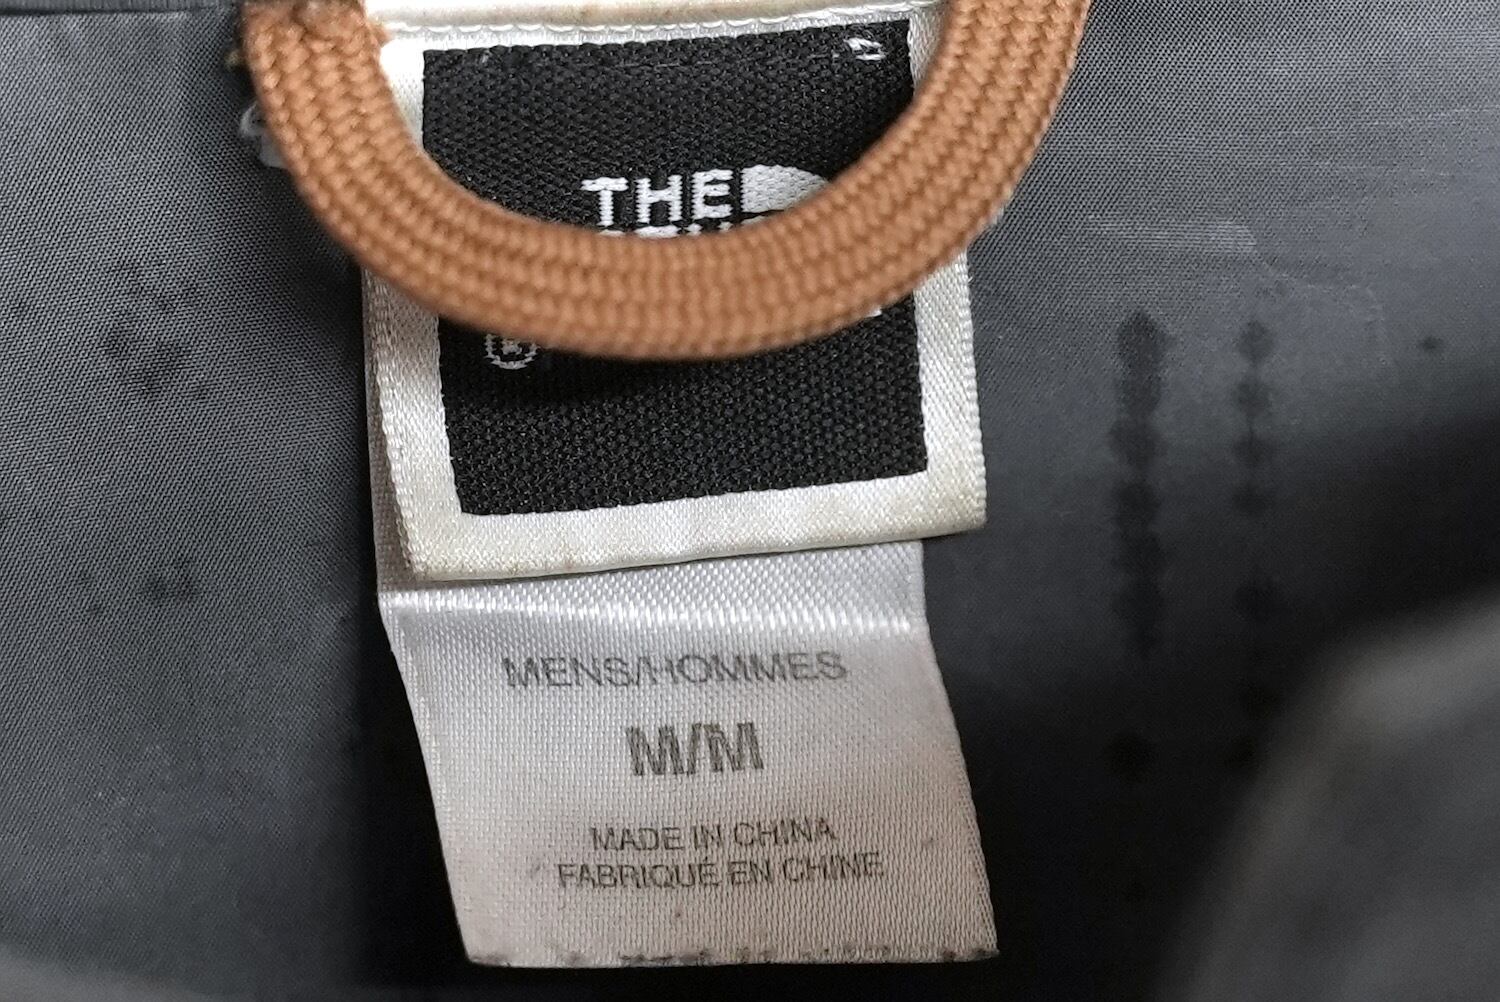 THE
®
MENS/HOMMES
M/M
MADE IN CHINA
FABRIQUÉ EN CHINE